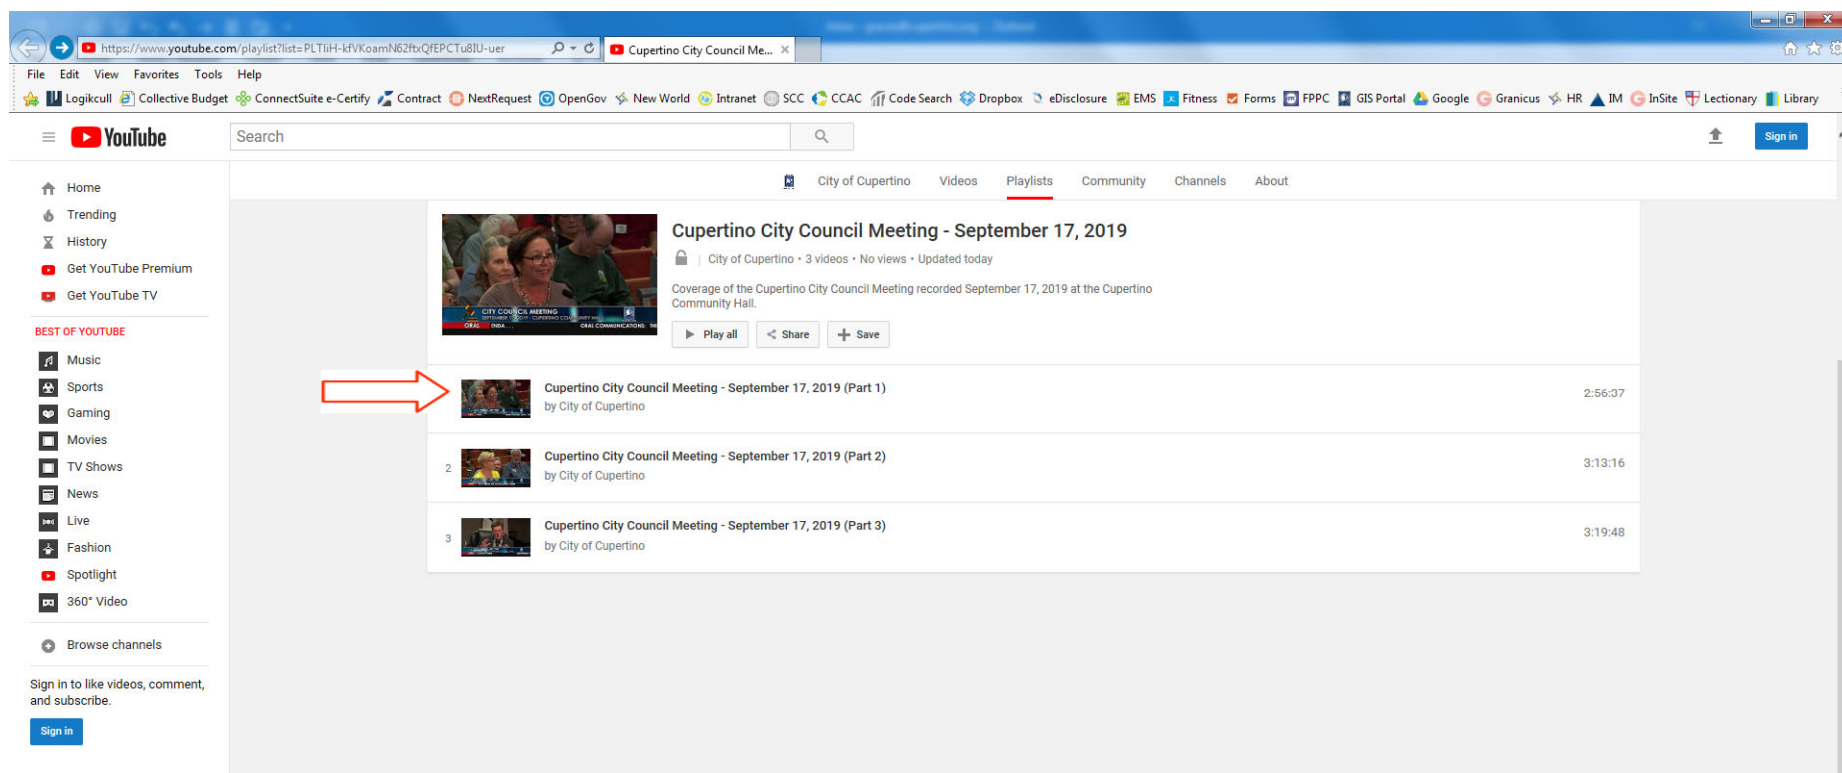 https://www.youtube.com/playlist?list=PLTliH-kfVKoamN62ftxQfEPCTu8IU-uer
Cupertino City Council Me...
File Edit View Favorites Tools Help
Logikcull Collective Budget ConnectSuite e-Certify Contract NextRequest OpenGov New World Intranet SCC CCAC Code Search Dropbox eDisclosure EMS Fitness Forms FPPC GIS Portal Google Granicus HR IM InSite Lectionary Library
YouTube
Search
Sign in
City of Cupertino Videos Playlists Community Channels About
Home
Trending
History
Get YouTube Premium
Get YouTube TV
BEST OF YOUTUBE
Music
Sports
Gaming
Movies
TV Shows
News
Live
Fashion
Spotlight
360° Video
Browse channels
Sign in to like videos, comment,
and subscribe.
Sign in
CITY COUNCIL MEETING
ORAL
ORAL COMMUNICATIONS:
Cupertino City Council Meeting - September 17, 2019
City of Cupertino • 3 videos • No views • Updated today
Coverage of the Cupertino City Council Meeting recorded September 17, 2019 at the Cupertino
Community Hall.
Play all Share Save
Cupertino City Council Meeting - September 17, 2019 (Part 1)
by City of Cupertino
2:56:37
2
Cupertino City Council Meeting - September 17, 2019 (Part 2)
by City of Cupertino
3:13:16
3
Cupertino City Council Meeting - September 17, 2019 (Part 3)
by City of Cupertino
3:19:48